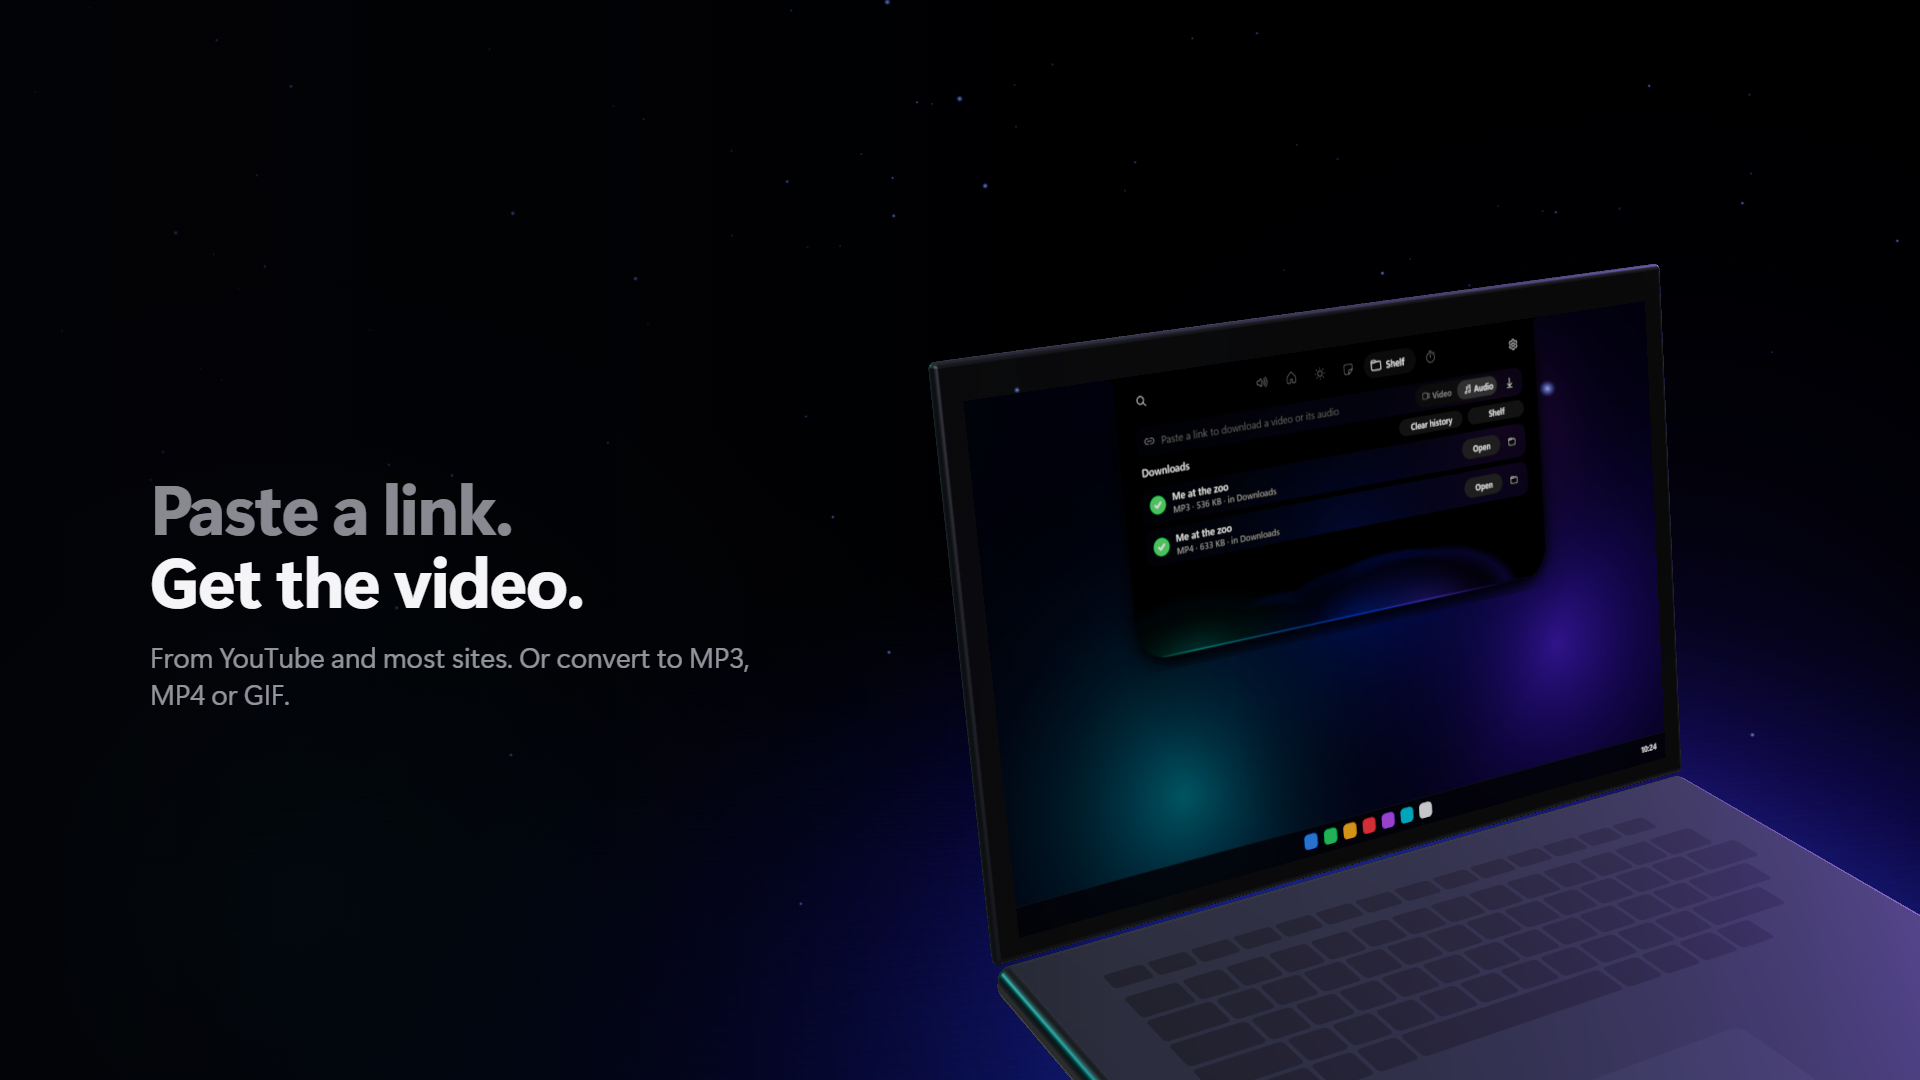 Paste a link.
Get the video.
From YouTube and most sites. Or convert to MP3,
MP4 or GIF.
Shelf
Paste a link to download a video or its audio
Video
Audio
Clear history
Shelf
Downloads
Me at the zoo
MP3 · 536 KB · in Downloads
Open
Me at the zoo
MP4 · 633 KB · in Downloads
Open
10:24